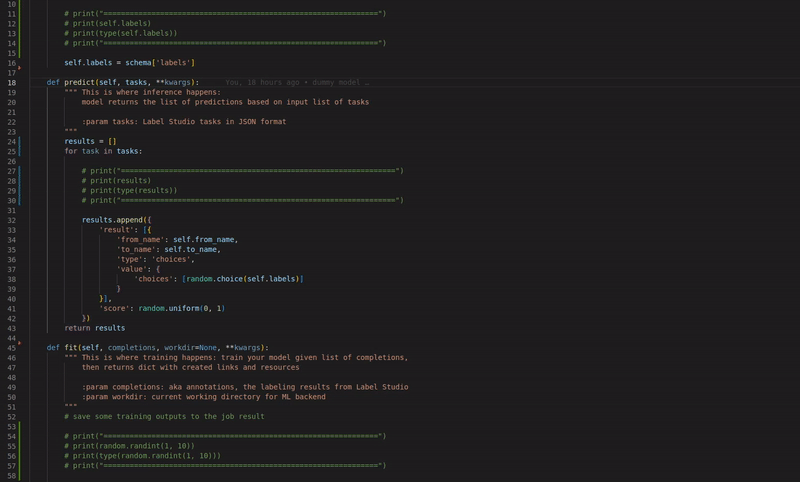 10
11 # print("================================================================")
12 # print(self.labels)
13 # print(type(self.labels))
14 # print("================================================================")
15
16 self.labels = schema['labels']
17
18 def predict(self, tasks, **kwargs): You, 18 hours ago • dummy model …
19 """ This is where inference happens:
20 model returns the list of predictions based on input list of tasks
21
22 :param tasks: Label Studio tasks in JSON format
23 """
24 results = []
25 for task in tasks:
26
27 # print("================================================================")
28 # print(results)
29 # print(type(results))
30 # print("================================================================")
31
32 results.append({
33 'result': [{
34 'from_name': self.from_name,
35 'to_name': self.to_name,
36 'type': 'choices',
37 'value': {
38 'choices': [random.choice(self.labels)]
39 }
40 }],
41 'score': random.uniform(0, 1)
42 })
43 return results
44
45 def fit(self, completions, workdir=None, **kwargs):
46 """ This is where training happens: train your model given list of completions,
47 then returns dict with created links and resources
48
49 :param completions: aka annotations, the labeling results from Label Studio
50 :param workdir: current working directory for ML backend
51 """
52 # save some training outputs to the job result
53
54 # print("================================================================")
55 # print(random.randint(1, 10))
56 # print(type(random.randint(1, 10)))
57 # print("================================================================")
58